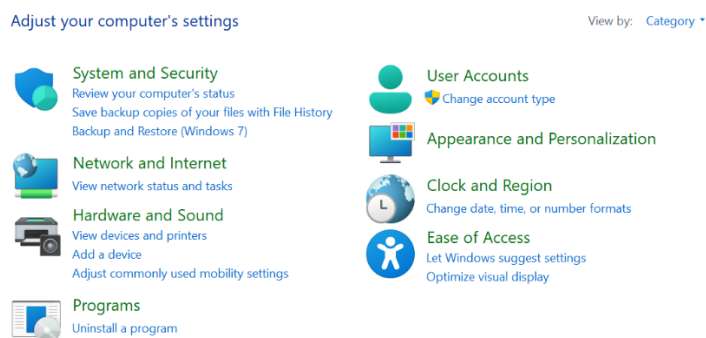 Adjust your computer's settings
View by: Category
System and Security
Review your computer's status
Save backup copies of your files with File History
Backup and Restore (Windows 7)
Network and Internet
View network status and tasks
Hardware and Sound
View devices and printers
Add a device
Adjust commonly used mobility settings
Programs
Uninstall a program
User Accounts
Change account type
Appearance and Personalization
Clock and Region
Change date, time, or number formats
Ease of Access
Let Windows suggest settings
Optimize visual display